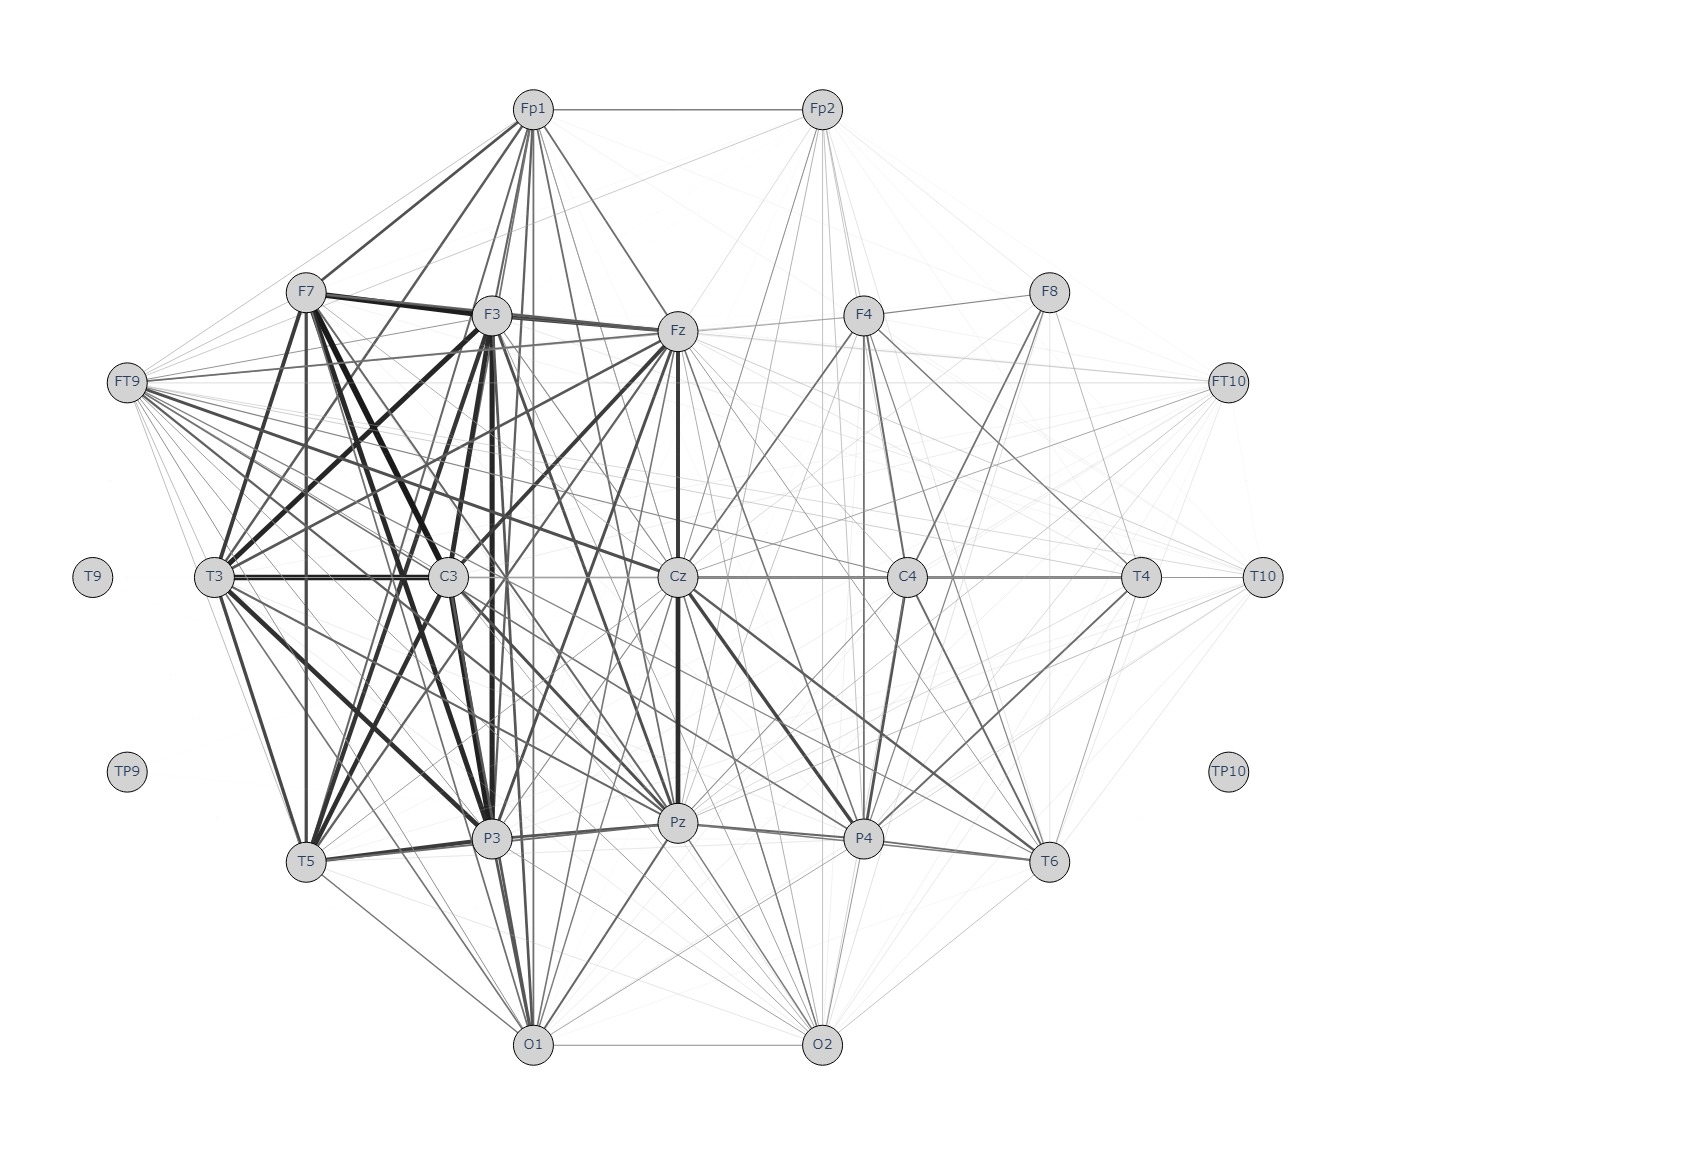 Fp1 Fp2
F7 F3 Fz F4 F8
FT9 FT10
T9 T3 C3 Cz C4 T4 T10
TP9 TP10
T5 P3 Pz P4 T6
O1 O2